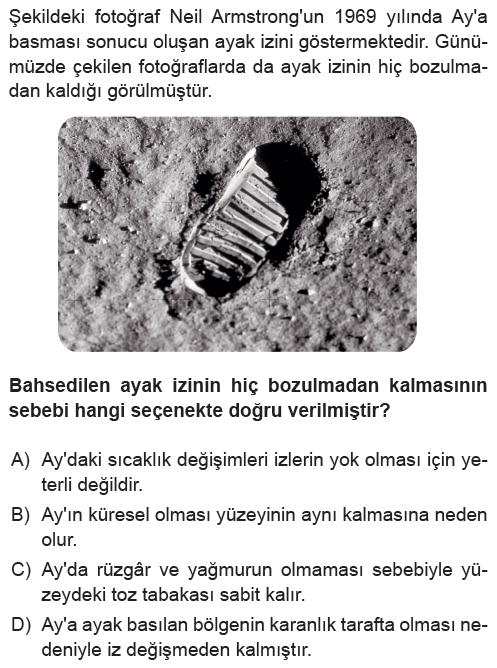 Şekildeki fotoğraf Neil Armstrong'un 1969 yılında Ay'a
basması sonucu oluşan ayak izini göstermektedir. Günü-
müzde çekilen fotoğraflarda da ayak izinin hiç bozulma-
dan kaldığı görülmüştür.
Bahsedilen ayak izinin hiç bozulmadan kalmasının
sebebi hangi seçenekte doğru verilmiştir?
A) Ay'daki sıcaklık değişimleri izlerin yok olması için ye-
terli değildir.
B) Ay'ın küresel olması yüzeyinin aynı kalmasına neden
olur.
C) Ay'da rüzgâr ve yağmurun olmaması sebebiyle yü-
zeydeki toz tabakası sabit kalır.
D) Ay'a ayak basılan bölgenin karanlık tarafta olması ne-
deniyle iz değişmeden kalmıştır.